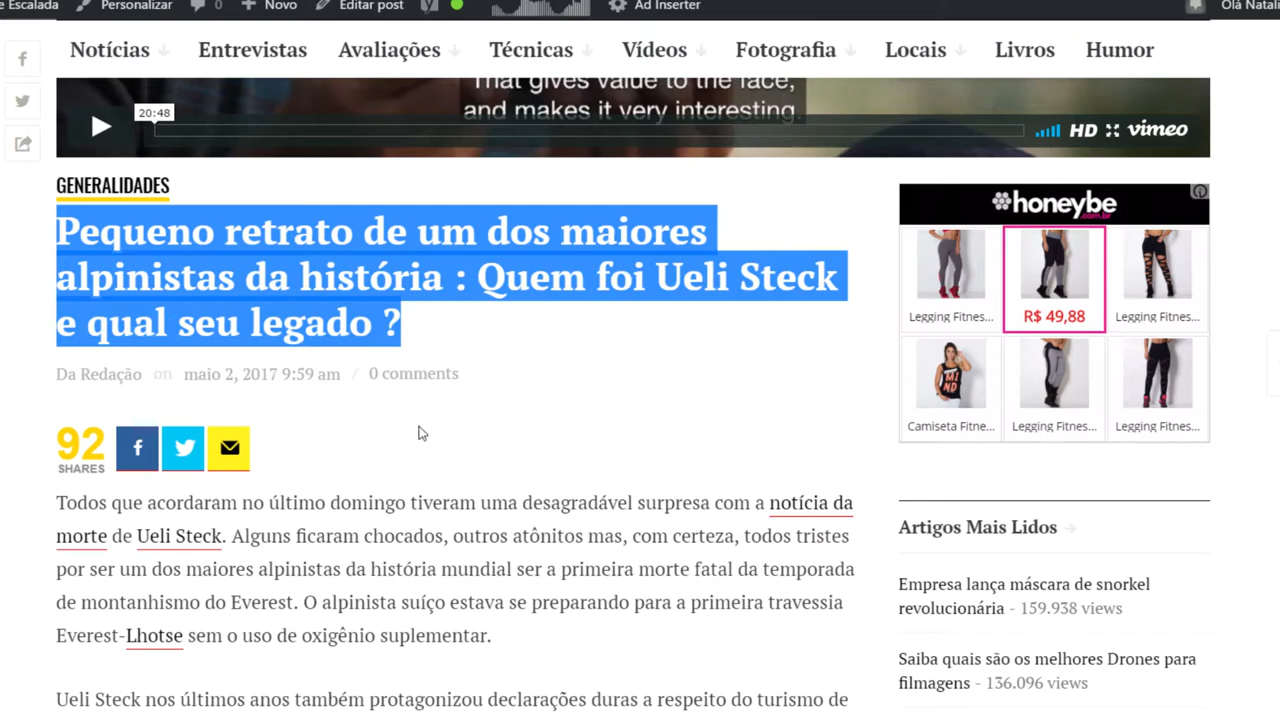 e Escalada Personalizar 0 Novo Editar post Ad Inserter Olá Natali
Notícias Entrevistas Avaliações Técnicas Vídeos Fotografia Locais Livros Humor
That gives value to the face,
and makes it very interesting.
20:48
HD vimeo
GENERALIDADES
Pequeno retrato de um dos maiores
alpinistas da história : Quem foi Ueli Steck
e qual seu legado ?
Da Redação on maio 2, 2017 9:59 am / 0 comments
92
SHARES
Todos que acordaram no último domingo tiveram uma desagradável surpresa com a notícia da
morte de Ueli Steck. Alguns ficaram chocados, outros atônitos mas, com certeza, todos tristes
por ser um dos maiores alpinistas da história mundial ser a primeira morte fatal da temporada
de montanhismo do Everest. O alpinista suíço estava se preparando para a primeira travessia
Everest-Lhotse sem o uso de oxigênio suplementar.
Ueli Steck nos últimos anos também protagonizou declarações duras a respeito do turismo de
honeybe
.com.br
Legging Fitnes... R$ 49,88 Legging Fitnes...
Camiseta Fitne... Legging Fitnes... Legging Fitnes...
Artigos Mais Lidos
Empresa lança máscara de snorkel
revolucionária - 159.938 views
Saiba quais são os melhores Drones para
filmagens - 136.096 views